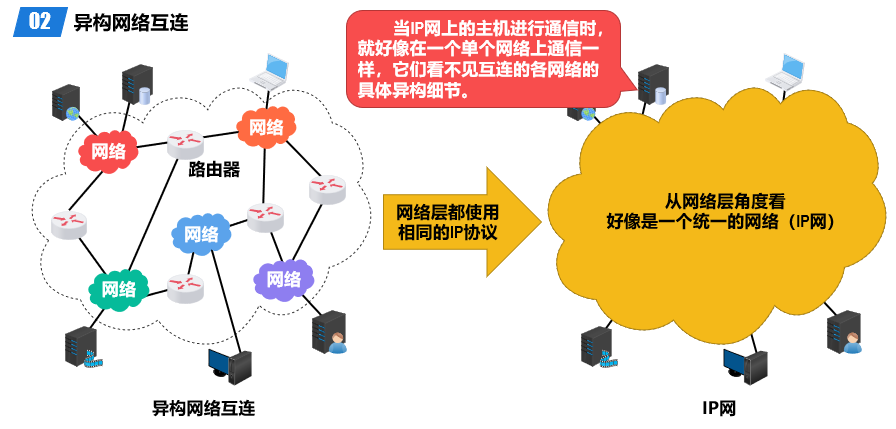 02 异构网络互连
当IP网上的主机进行通信时，
就好像在一个单个网络上通信一
样，它们看不见互连的各网络的
具体异构细节。
网络
网络
路由器
网络
网络
网络
异构网络互连
网络层都使用
相同的IP协议
从网络层角度看
好像是一个统一的网络（IP网）
IP网